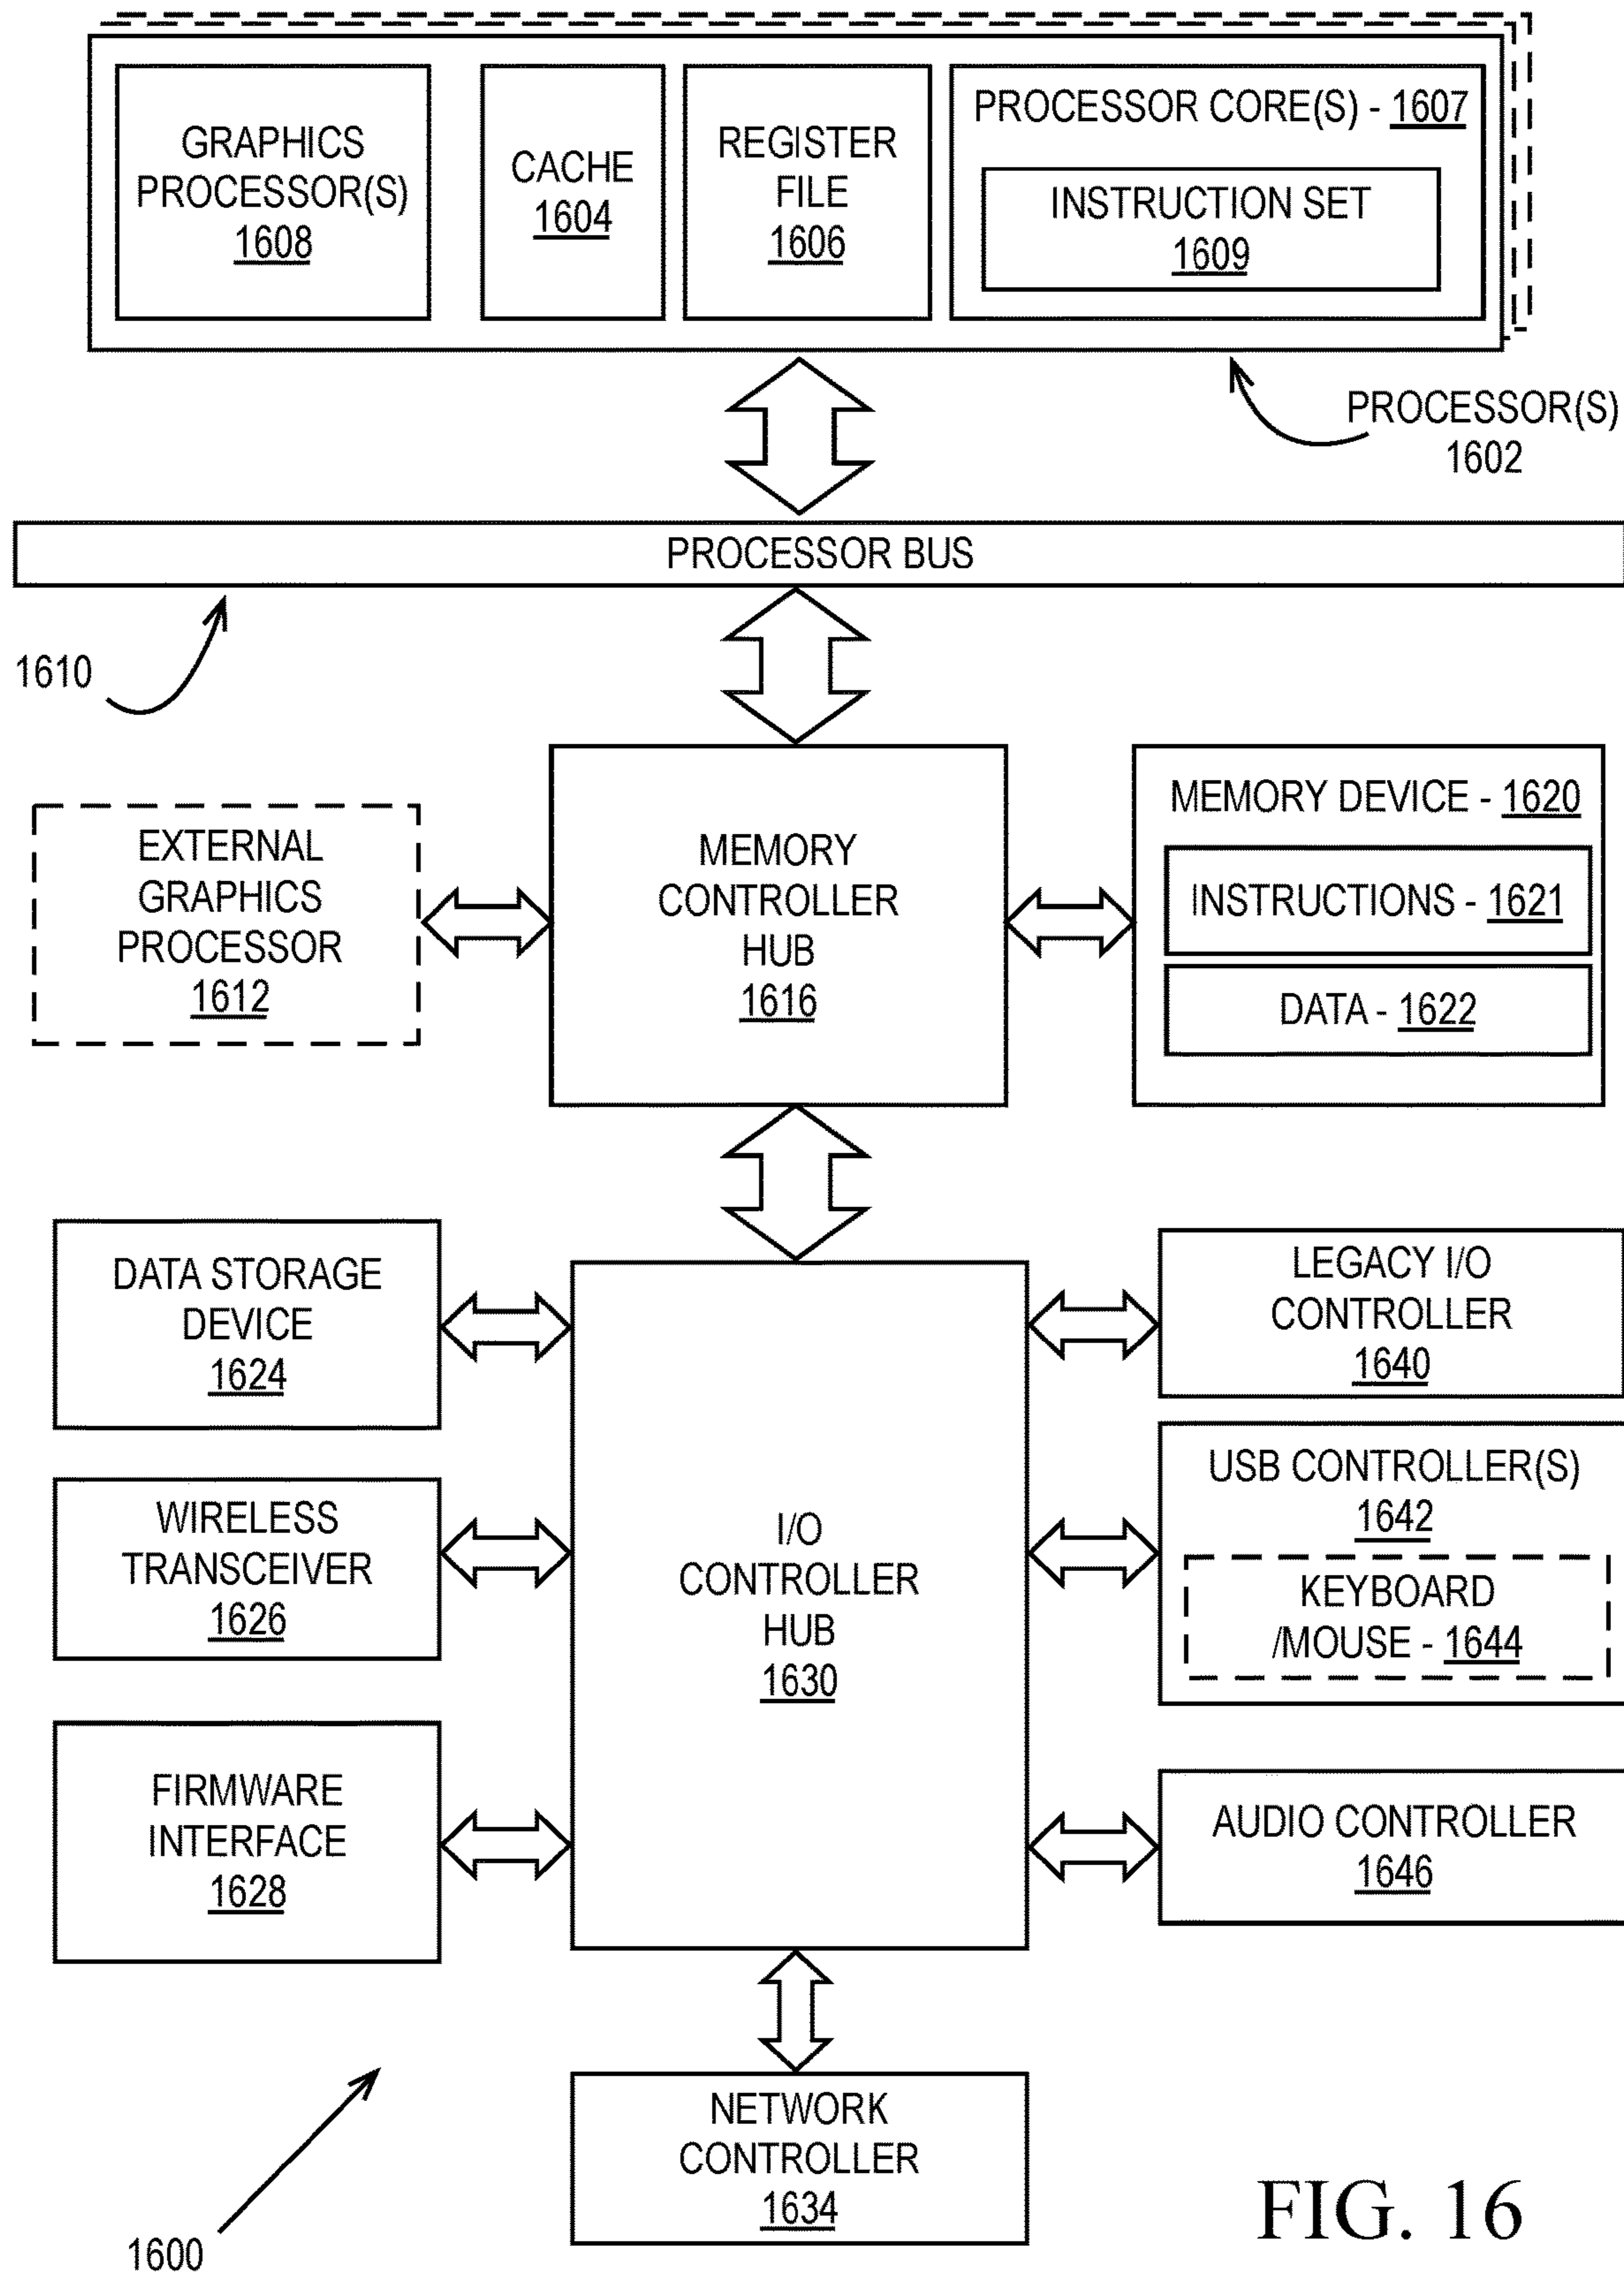 GRAPHICS
PROCESSOR(S)
1608
CACHE
1604
REGISTER
FILE
1606
PROCESSOR CORE(S) - 1607
INSTRUCTION SET
1609
PROCESSOR(S)
1602
PROCESSOR BUS
1610
EXTERNAL
GRAPHICS
PROCESSOR
1612
MEMORY
CONTROLLER
HUB
1616
MEMORY DEVICE - 1620
INSTRUCTIONS - 1621
DATA - 1622
DATA STORAGE
DEVICE
1624
WIRELESS
TRANSCEIVER
1626
FIRMWARE
INTERFACE
1628
I/O
CONTROLLER
HUB
1630
LEGACY I/O
CONTROLLER
1640
USB CONTROLLER(S)
1642
KEYBOARD
/MOUSE - 1644
AUDIO CONTROLLER
1646
NETWORK
CONTROLLER
1634
1600
FIG. 16